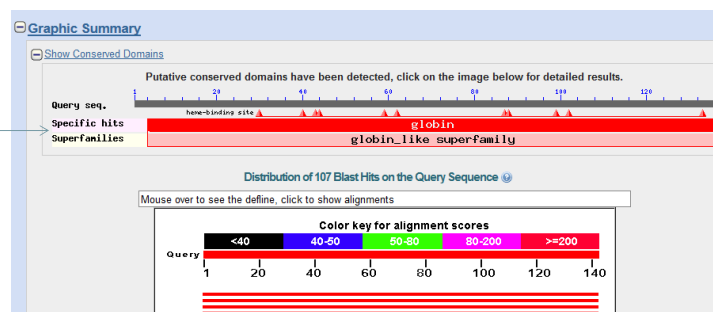 Graphic Summary
Show Conserved Domains
Putative conserved domains have been detected, click on the image below for detailed results.
1 20 40 60 80 100 120
Query seq.
heme-binding site
Specific hits globin
Superfamilies globin_like superfamily
Distribution of 107 Blast Hits on the Query Sequence
Mouse over to see the define, click to show alignments
Color key for alignment scores
<40 40-50 50-80 80-200 >=200
Query
1 20 40 60 80 100 120 140